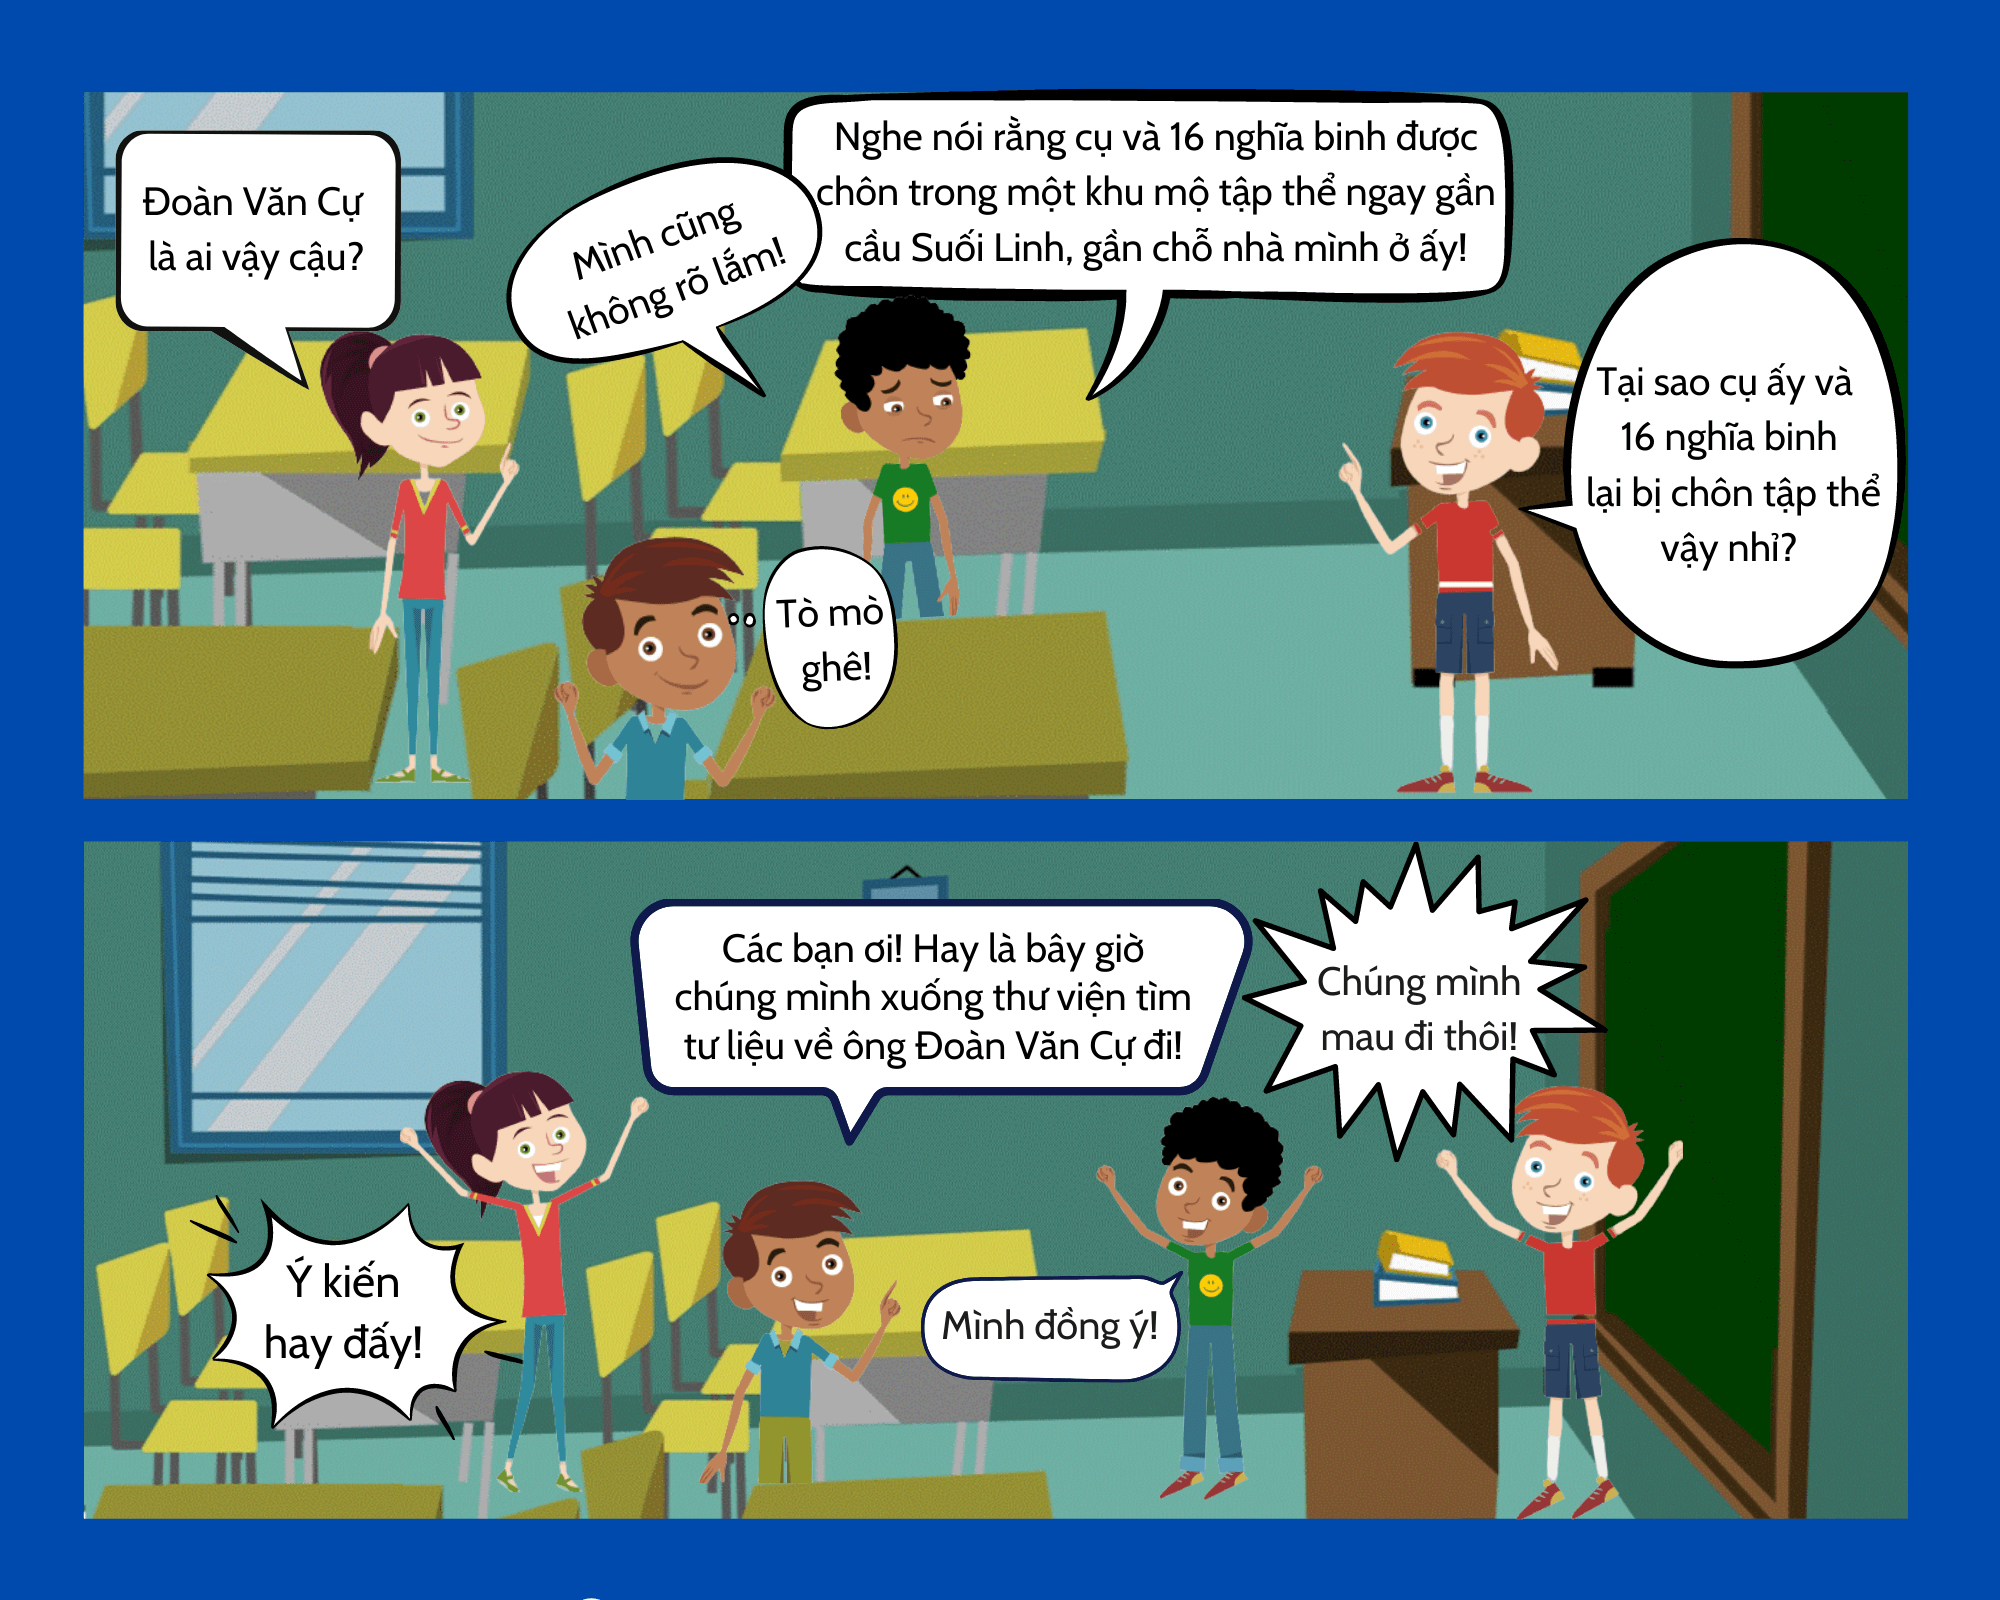 Đoàn Văn Cự
là ai vậy cậu?
Mình cũng
không rõ lắm!
Nghe nói rằng cụ và 16 nghĩa binh được
chôn trong một khu mộ tập thể ngay gần
cầu Suối Linh, gần chỗ nhà mình ở ấy!
Tại sao cụ ấy và
16 nghĩa binh
lại bị chôn tập thể
vậy nhỉ?
Tò mò
ghê!
Các bạn ơi! Hay là bây giờ
chúng mình xuống thư viện tìm
tư liệu về ông Đoàn Văn Cự đi!
Chúng mình
mau đi thôi!
Ý kiến
hay đấy!
Mình đồng ý!